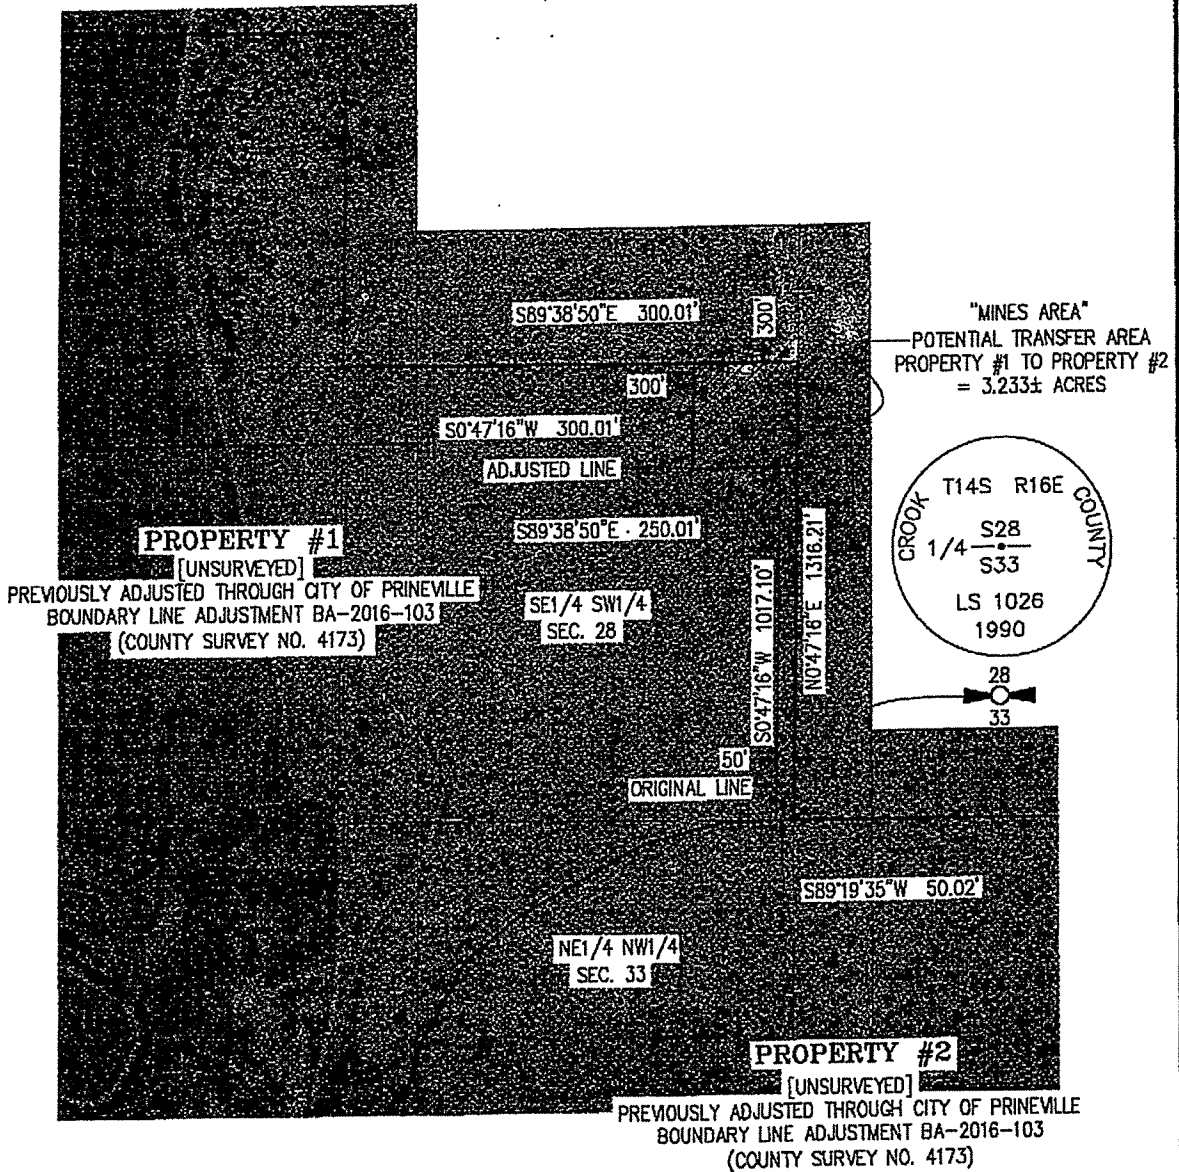 S89°38'50"E 300.01'
300'
"MINES AREA"
POTENTIAL TRANSFER AREA
PROPERTY #1 TO PROPERTY #2
= 3.233± ACRES
300'
S0°47'16"W 300.01'
ADJUSTED LINE
S89°38'50"E 250.01'
PROPERTY #1
[UNSURVEYED]
PREVIOUSLY ADJUSTED THROUGH CITY OF PRINEVILLE
BOUNDARY LINE ADJUSTMENT BA-2016-103
(COUNTY SURVEY NO. 4173)
SE1/4 SW1/4
SEC. 28
S0°47'16"W 1017.10'
N0°47'16"E 1316.21'
CROOK COUNTY
T14S R16E
1/4 S28
S33
LS 1026
1990
28
33
50'
ORIGINAL LINE
S89°19'35"W 50.02'
NE1/4 NW1/4
SEC. 33
PROPERTY #2
[UNSURVEYED]
PREVIOUSLY ADJUSTED THROUGH CITY OF PRINEVILLE
BOUNDARY LINE ADJUSTMENT BA-2016-103
(COUNTY SURVEY NO. 4173)